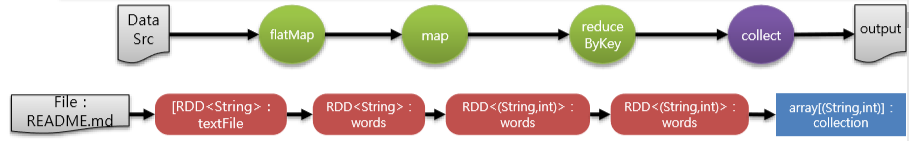 Data
Src
flatMap
map
reduce
ByKey
collect
output
File :
README.md
[RDD<String> :
textFile
RDD<String> :
words
RDD<(String,int)> :
words
RDD<(String,int)> :
words
array[(String,int)] :
collection